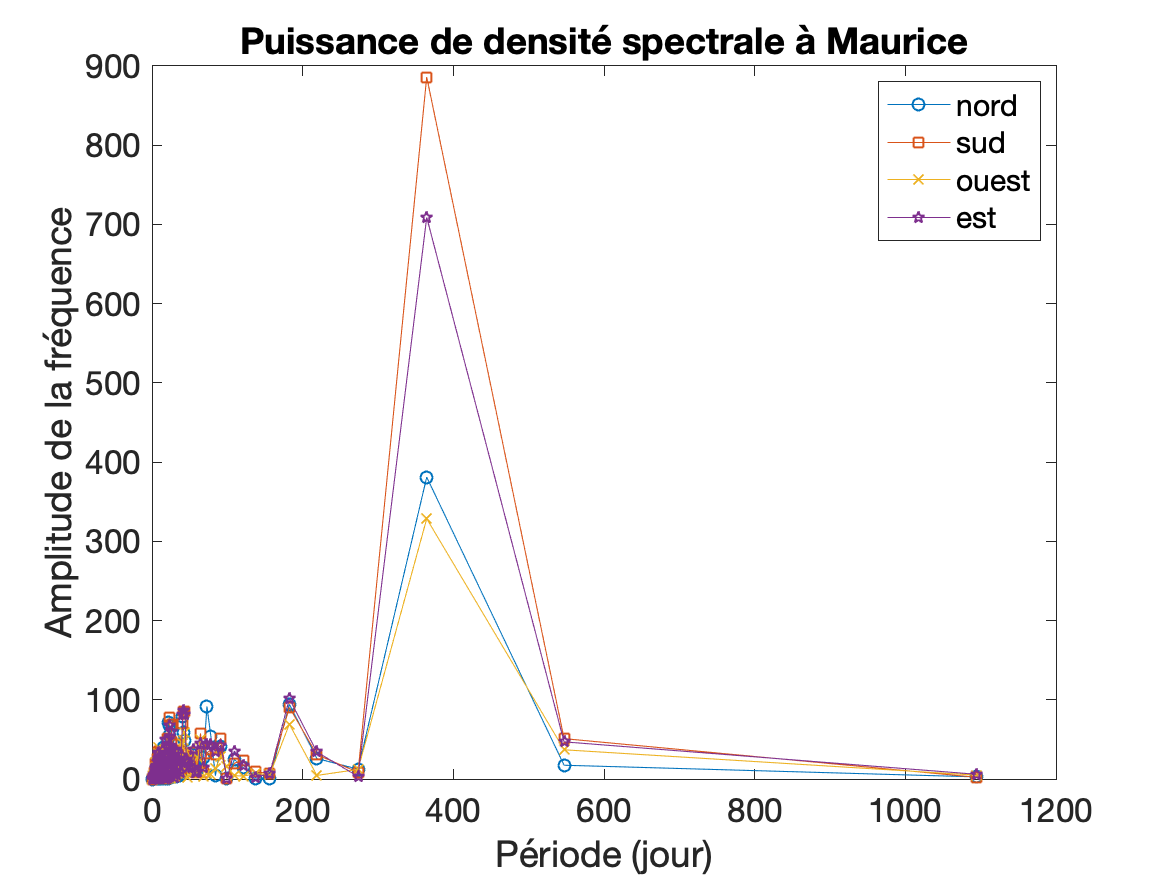 Puissance de densité spectrale à Maurice
900
800
700
600
500
400
300
200
100
0
Amplitude de la fréquence
nord
sud
ouest
est
0 200 400 600 800 1000 1200
Période (jour)